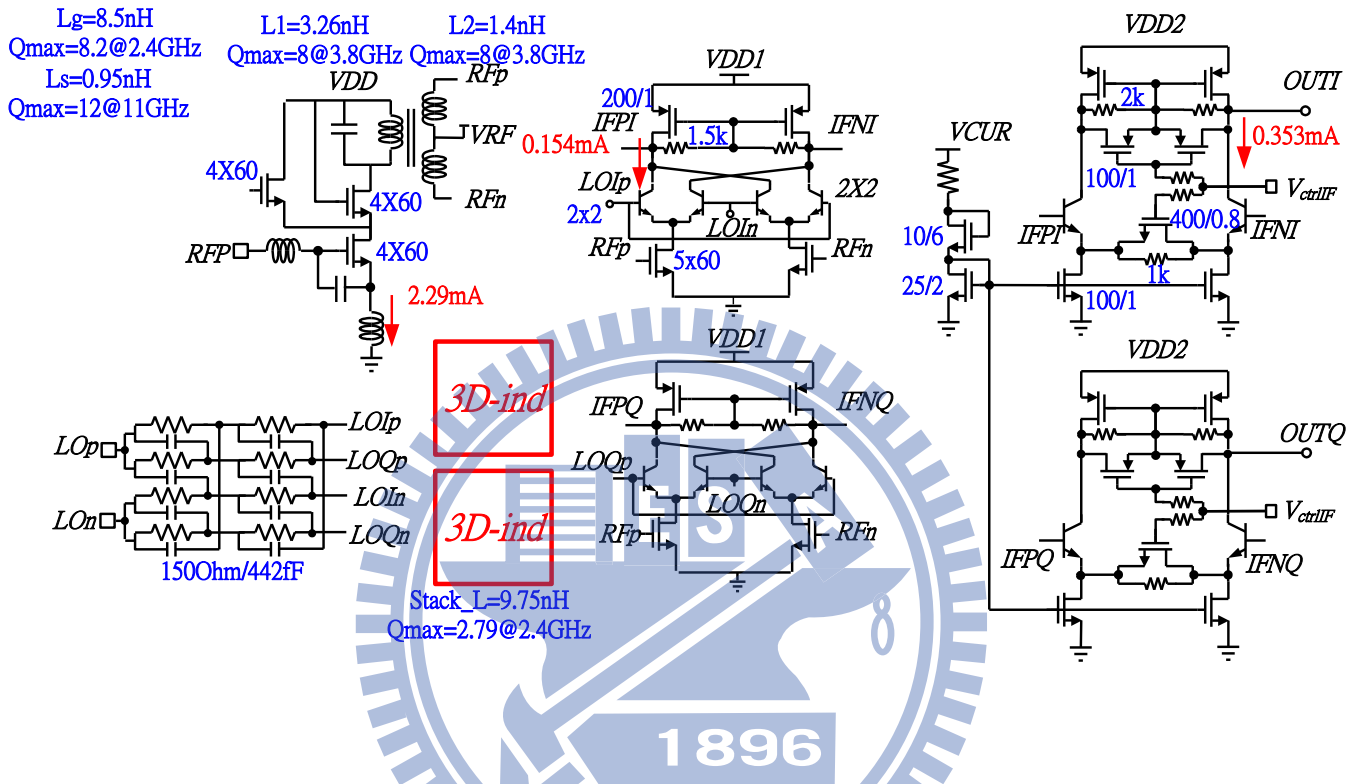 Lg=8.5nH
Qmax=8.2@2.4GHz
Ls=0.95nH
Qmax=12@11GHz
L1=3.26nH
Qmax=8@3.8GHz
L2=1.4nH
Qmax=8@3.8GHz
VDD
RFp
VRF
RFn
4X60
4X60
RFP
4X60
2.29mA
VDD1
200/1
IFPI
1.5k
IFNI
0.154mA
LOIp
2x2
2X2
LOIn
RFp
5x60
RFn
VCUR
10/6
25/2
VDD2
2k
OUTI
0.353mA
100/1
VctrlIF
400/0.8
IFPI
IFNI
1k
100/1
LOp
LOn
LOIp
LOQp
LOIn
LOQn
150Ohm/442fF
3D-ind
3D-ind
Stack_L=9.75nH
Qmax=2.79@2.4GHz
VDD1
IFPQ
IFNQ
LOQp
LOQn
RFp
RFn
VDD2
OUTQ
VctrlIF
IFPQ
IFNQ
ES A
8
1896